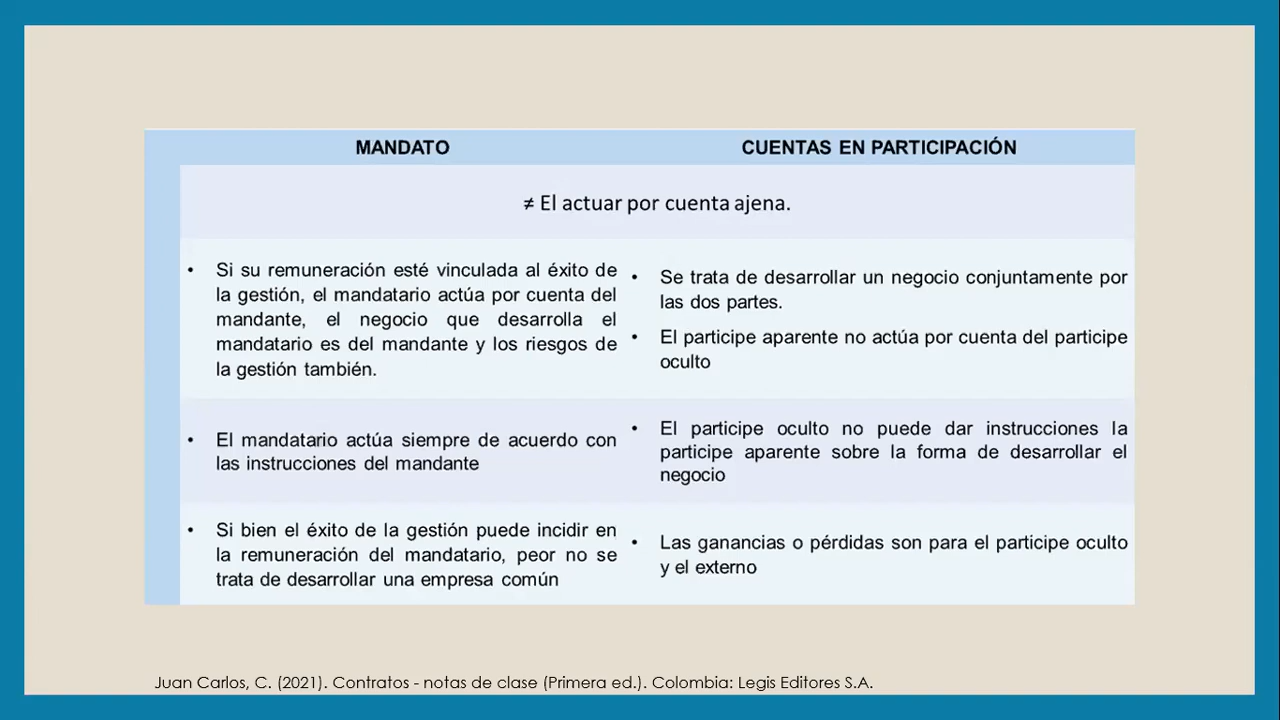 MANDATO
CUENTAS EN PARTICIPACIÓN
≠ El actuar por cuenta ajena.
• Si su remuneración esté vinculada al éxito de
la gestión, el mandatario actúa por cuenta del
mandante, el negocio que desarrolla el
mandatario es del mandante y los riesgos de
la gestión también.
• Se trata de desarrollar un negocio conjuntamente por
las dos partes.
• El participe aparente no actúa por cuenta del participe
oculto
• El mandatario actúa siempre de acuerdo con
las instrucciones del mandante
• El participe oculto no puede dar instrucciones la
participe aparente sobre la forma de desarrollar el
negocio
• Si bien el éxito de la gestión puede incidir en
la remuneración del mandatario, peor no se
trata de desarrollar una empresa común
• Las ganancias o pérdidas son para el participe oculto
y el externo
Juan Carlos, C. (2021). Contratos - notas de clase (Primera ed.). Colombia: Legis Editores S.A.